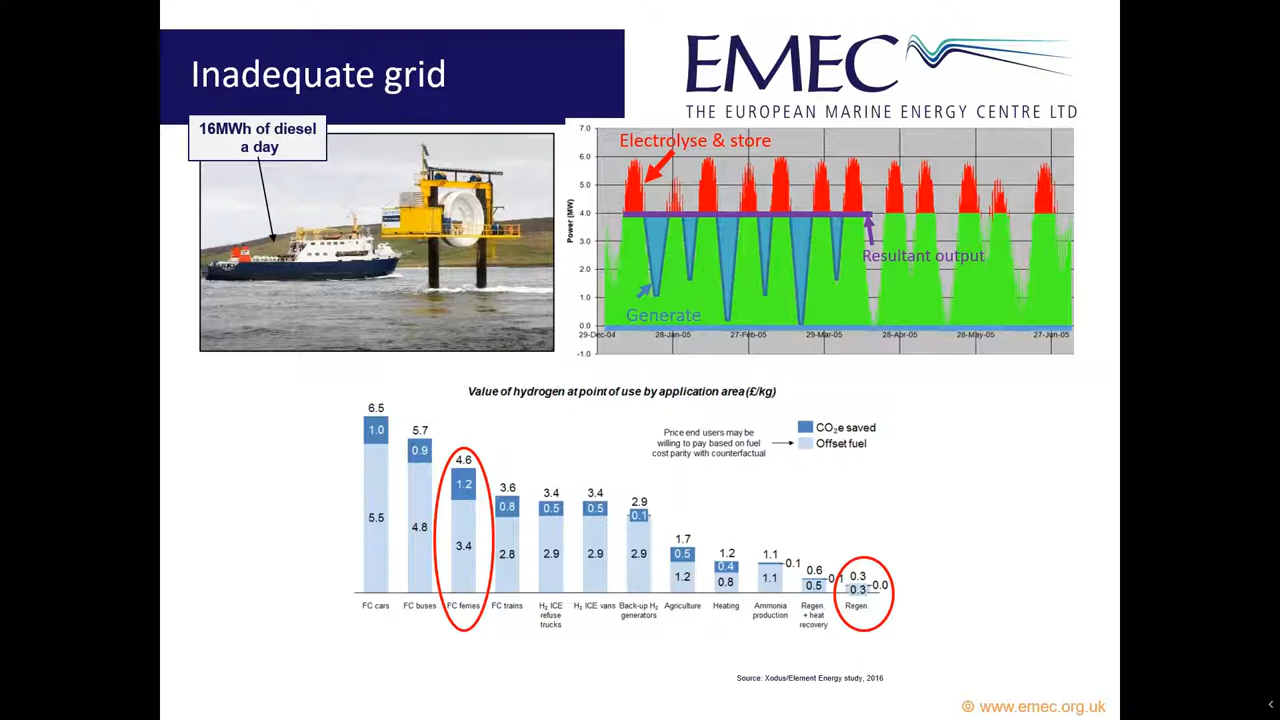 Inadequate grid
EMEC
THE EUROPEAN MARINE ENERGY CENTRE LTD
16MWh of diesel
a day
7.0
6.0
5.0
4.0
3.0
2.0
1.0
0.0
-1.0
Power (MW)
Electrolyse & store
Resultant output
Generate
29-Dec-04 28-Jan-05 27-Feb-05 29-Mar-05 28-Apr-05 28-May-05 27-Jun-05
Value of hydrogen at point of use by application area (£/kg)
Price end users may be
willing to pay based on fuel
cost parity with counterfactual
CO₂e saved
Offset fuel
6.5 5.7 4.6 3.6 3.4 3.4 2.9 1.7 1.2 1.1 0.6 0.3
1.0 0.9 1.2 0.8 0.5 0.5 0.1 0.5 0.4 0.1 0.1 0.0
5.5 4.8 3.4 2.8 2.9 2.9 2.9 1.2 0.8 1.1 0.5 0.3
FC cars
FC buses
FC ferries
FC trains
H₂ ICE
refuse
trucks
H₂ ICE vans
Back-up H₂
generators
Agriculture
Heating
Ammonia
production
Regen.
+ heat
recovery
Regen.
Source: Xodus/Element Energy study, 2016
© www.emec.org.uk